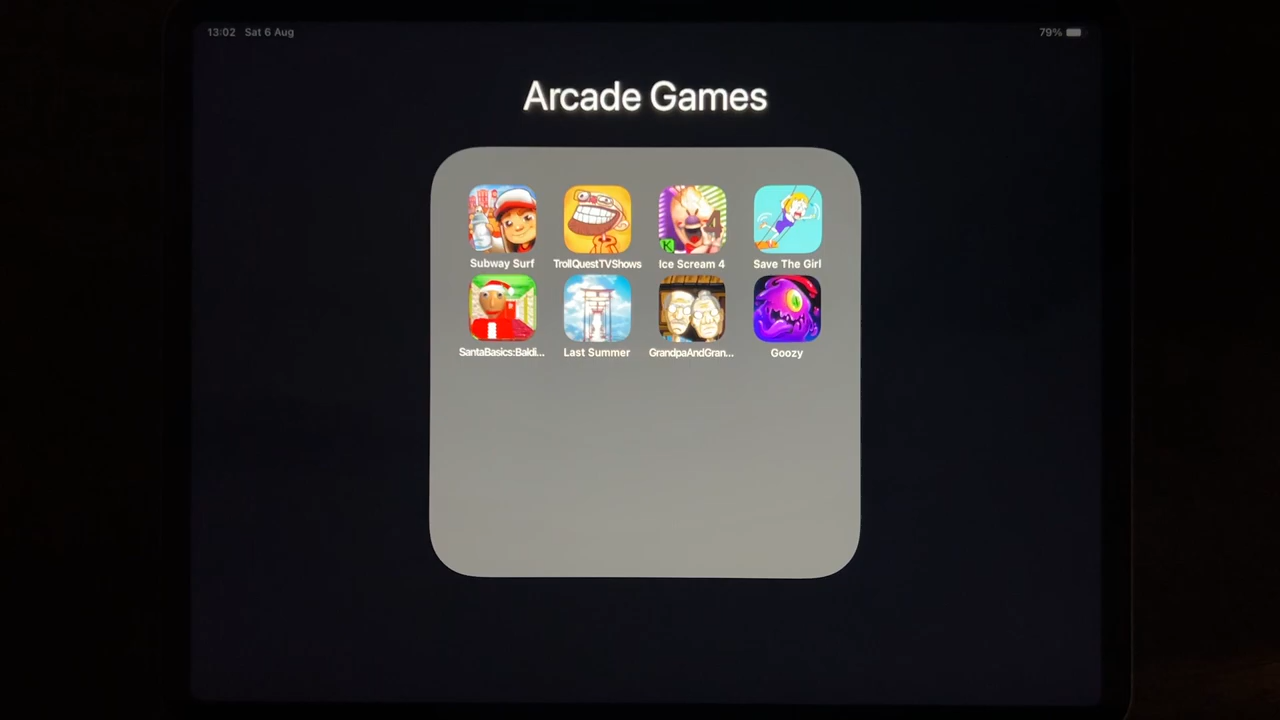 13:02 Sat 6 Aug
79%
Arcade Games
4
K
Subway Surf
TrollQuestTVShows
Ice Scream 4
Save The Girl
SantaBasics:Baldi...
Last Summer
GrandpaAndGran...
Goozy